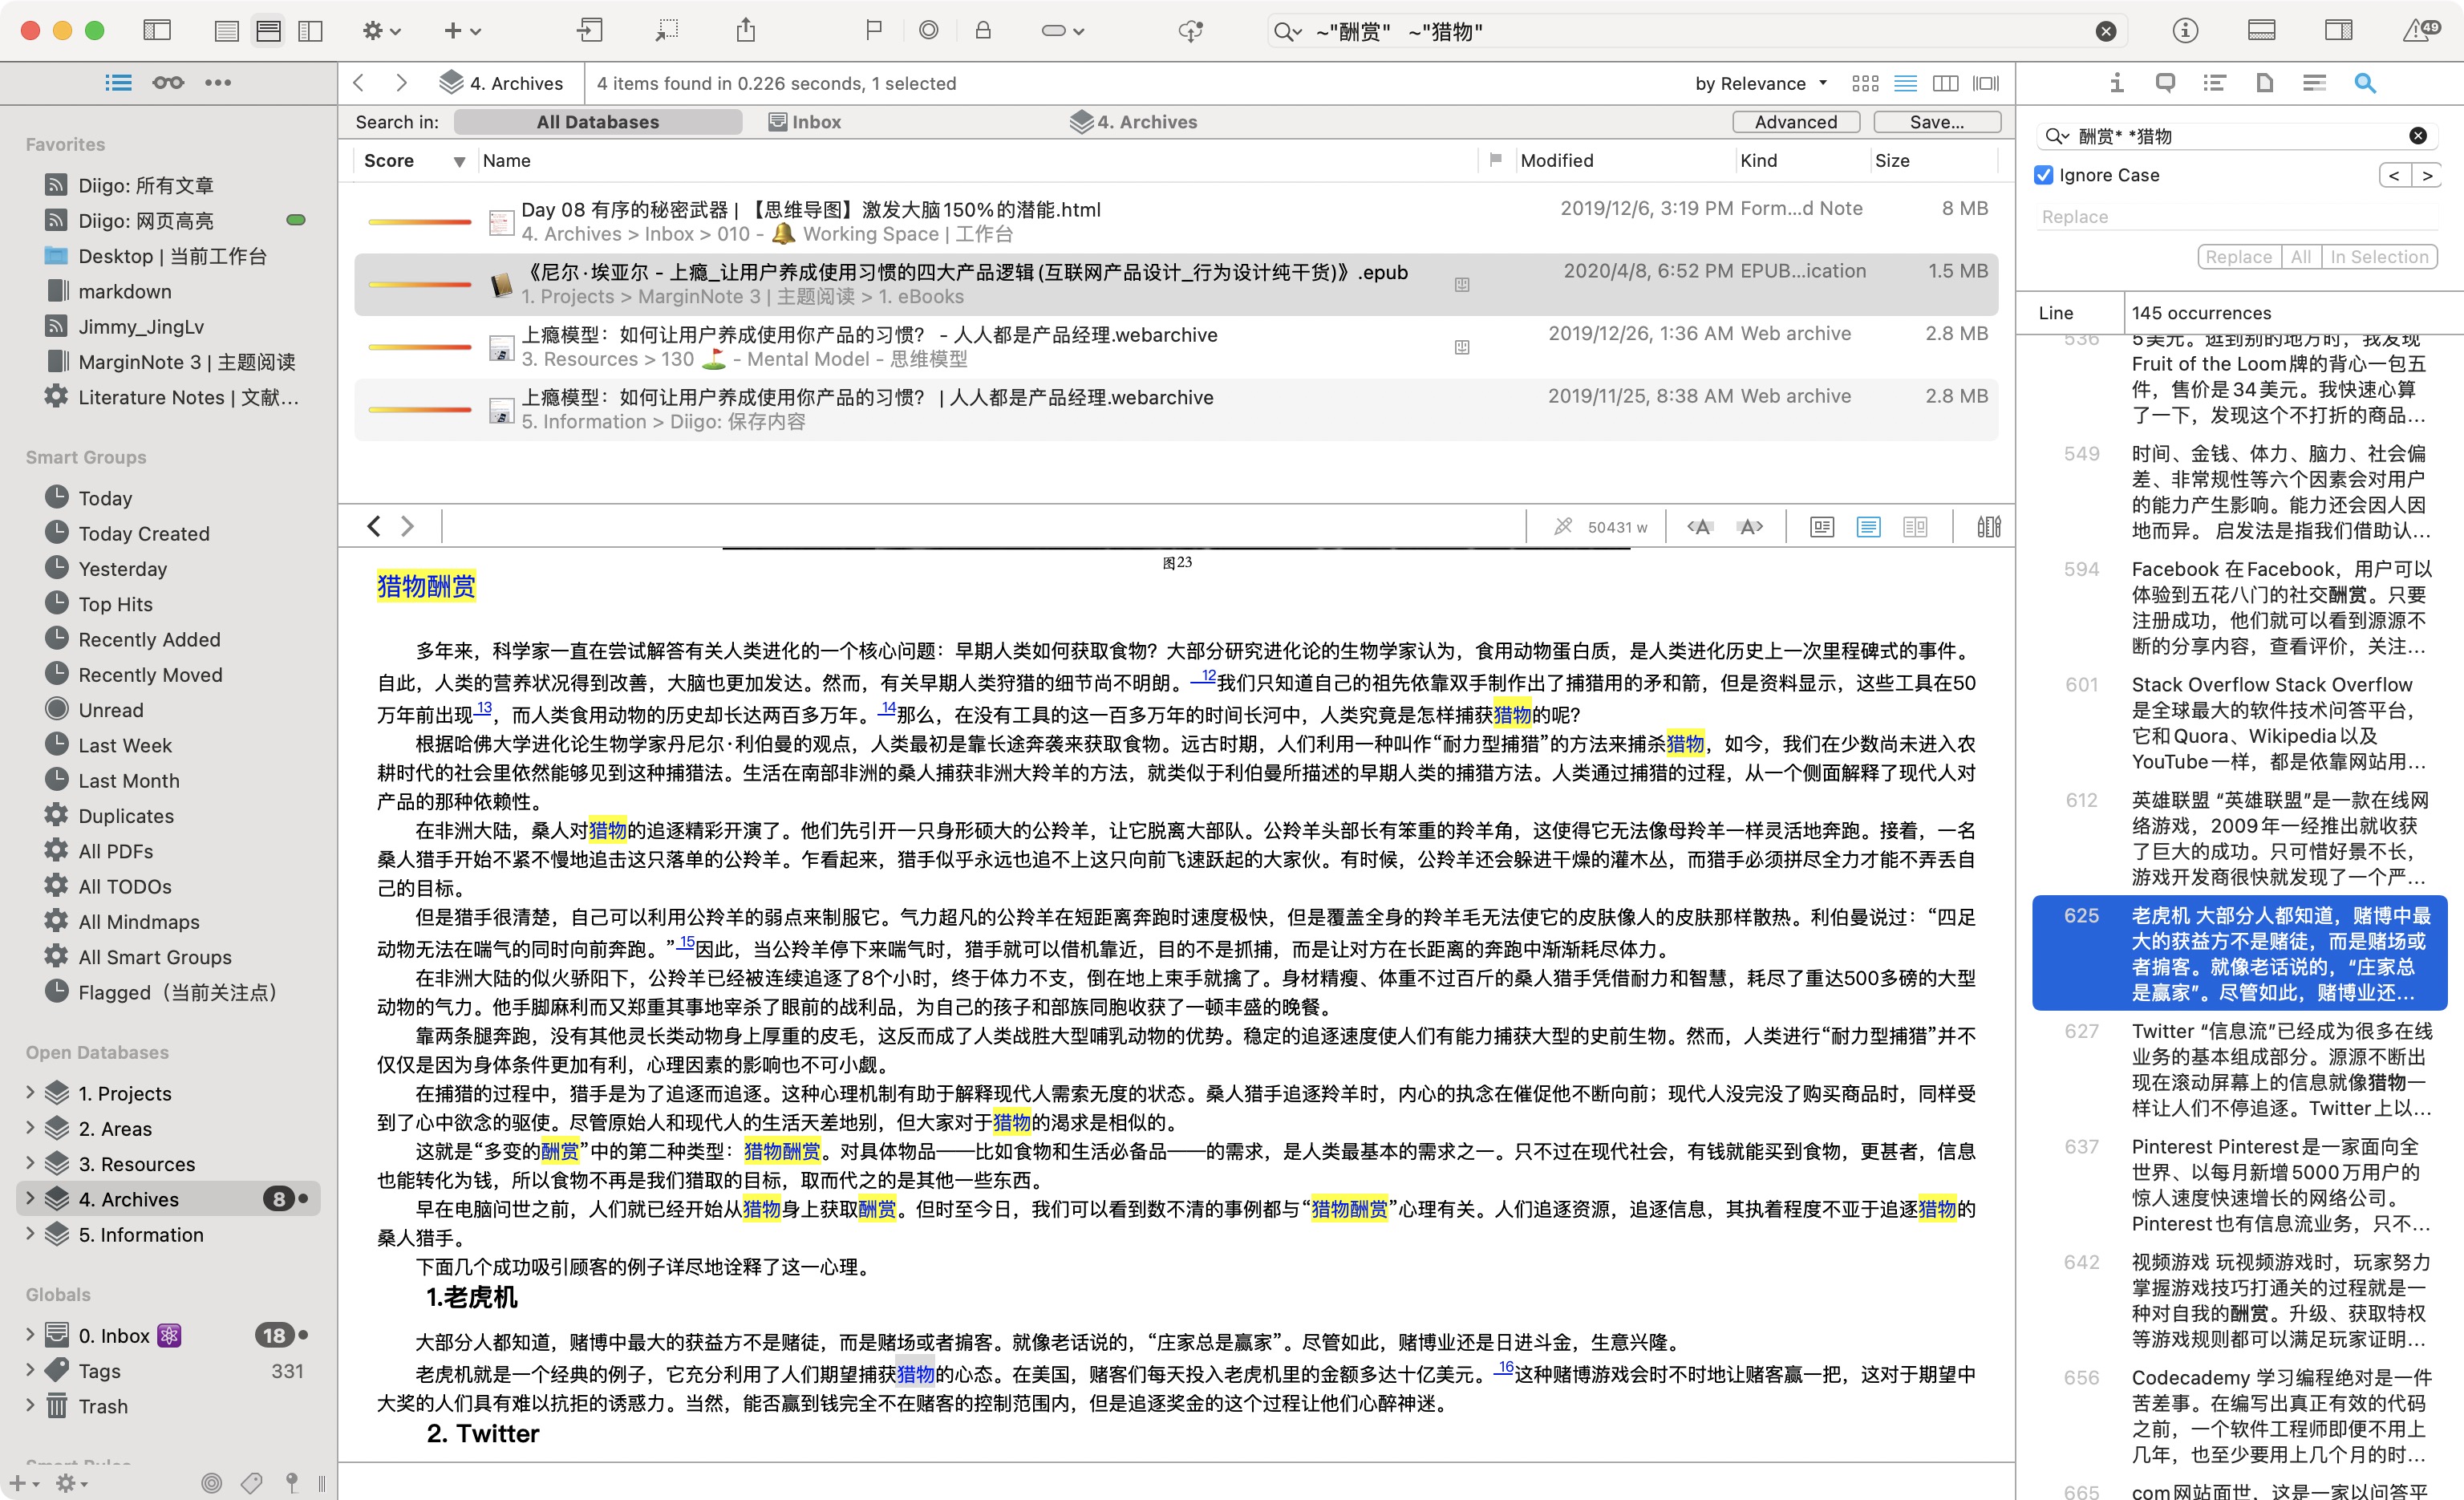 ~"酬赏" ~"猎物"
49
4. Archives
4 items found in 0.226 seconds, 1 selected
by Relevance
Search in:
All Databases
Inbox
4. Archives
Advanced
Save...
Favorites
Diigo: 所有文章
Diigo: 网页高亮
Desktop | 当前工作台
markdown
Jimmy_JingLv
MarginNote 3 | 主题阅读
Literature Notes | 文献…
Smart Groups
Today
Today Created
Yesterday
Top Hits
Recently Added
Recently Moved
Unread
Last Week
Last Month
Duplicates
All PDFs
All TODOs
All Mindmaps
All Smart Groups
Flagged（当前关注点）
Open Databases
1. Projects
2. Areas
3. Resources
4. Archives 8
5. Information
Globals
0. Inbox 18
Tags 331
Trash
Smart Rules
Score Name Modified Kind Size
Day 08 有序的秘密武器 | 【思维导图】激发大脑150%的潜能.html 2019/12/6, 3:19 PM Form...d Note 8 MB
4. Archives > Inbox > 010 - 🔔 Working Space | 工作台
《尼尔·埃亚尔 - 上瘾_让用户养成使用习惯的四大产品逻辑(互联网产品设计_行为设计纯干货)》.epub 2020/4/8, 6:52 PM EPUB...ication 1.5 MB
1. Projects > MarginNote 3 | 主题阅读 > 1. eBooks
上瘾模型：如何让用户养成使用你产品的习惯？ - 人人都是产品经理.webarchive 2019/12/26, 1:36 AM Web archive 2.8 MB
3. Resources > 130 ⛳ - Mental Model - 思维模型
上瘾模型：如何让用户养成使用你产品的习惯？ | 人人都是产品经理.webarchive 2019/11/25, 8:38 AM Web archive 2.8 MB
5. Information > Diigo: 保存内容
50431 w
图23
猎物酬赏
多年来，科学家一直在尝试解答有关人类进化的一个核心问题：早期人类如何获取食物？大部分研究进化论的生物学家认为，食用动物蛋白质，是人类进化历史上一次里程碑式的事件。
自此，人类的营养状况得到改善，大脑也更加发达。然而，有关早期人类狩猎的细节尚不明朗。12我们只知道自己的祖先依靠双手制作出了捕猎用的矛和箭，但是资料显示，这些工具在50
万年前出现13，而人类食用动物的历史却长达两百多万年。14那么，在没有工具的这一百多万年的时间长河中，人类究竟是怎样捕获猎物的呢？
根据哈佛大学进化论生物学家丹尼尔·利伯曼的观点，人类最初是靠长途奔袭来获取食物。远古时期，人们利用一种叫作“耐力型捕猎”的方法来捕杀猎物，如今，我们在少数尚未进入农
耕时代的社会里依然能够见到这种捕猎法。生活在南部非洲的桑人捕获非洲大羚羊的方法，就类似于利伯曼所描述的早期人类的捕猎方法。人类通过捕猎的过程，从一个侧面解释了现代人对
产品的那种依赖性。
在非洲大陆，桑人对猎物的追逐精彩开演了。他们先引开一只身形硕大的公羚羊，让它脱离大部队。公羚羊头部长有笨重的羚羊角，这使得它无法像母羚羊一样灵活地奔跑。接着，一名
桑人猎手开始不紧不慢地追击这只落单的公羚羊。乍看起来，猎手似乎永远也追不上这只向前飞速跃起的大家伙。有时候，公羚羊还会躲进干燥的灌木丛，而猎手必须拼尽全力才能不弄丢自
己的目标。
但是猎手很清楚，自己可以利用公羚羊的弱点来制服它。气力超凡的公羚羊在短距离奔跑时速度极快，但是覆盖全身的羚羊毛无法使它的皮肤像人的皮肤那样散热。利伯曼说过：“四足
动物无法在喘气的同时向前奔跑。”15因此，当公羚羊停下来喘气时，猎手就可以借机靠近，目的不是抓捕，而是让对方在长距离的奔跑中渐渐耗尽体力。
在非洲大陆的似火骄阳下，公羚羊已经被连续追逐了8个小时，终于体力不支，倒在地上束手就擒了。身材精瘦、体重不过百斤的桑人猎手凭借耐力和智慧，耗尽了重达500多磅的大型
动物的气力。他手脚麻利而又郑重其事地宰杀了眼前的战利品，为自己的孩子和部族同胞收获了一顿丰盛的晚餐。
靠两条腿奔跑，没有其他灵长类动物身上厚重的皮毛，这反而成了人类战胜大型哺乳动物的优势。稳定的追逐速度使人们有能力捕获大型的史前生物。然而，人类进行“耐力型捕猎”并不
仅仅是因为身体条件更加有利，心理因素的影响也不可小觑。
在捕猎的过程中，猎手是为了追逐而追逐。这种心理机制有助于解释现代人需索无度的状态。桑人猎手追逐羚羊时，内心的执念在催促他不断向前；现代人没完没了购买商品时，同样受
到了心中欲念的驱使。尽管原始人和现代人的生活天差地别，但大家对于猎物的渴求是相似的。
这就是“多变的酬赏”中的第二种类型：猎物酬赏。对具体物品——比如食物和生活必备品——的需求，是人类最基本的需求之一。只不过在现代社会，有钱就能买到食物，更甚者，信息
也能转化为钱，所以食物不再是我们猎取的目标，取而代之的是其他一些东西。
早在电脑问世之前，人们就已经开始从猎物身上获取酬赏。但时至今日，我们可以看到数不清的事例都与“猎物酬赏”心理有关。人们追逐资源，追逐信息，其执着程度不亚于追逐猎物的
桑人猎手。
下面几个成功吸引顾客的例子详尽地诠释了这一心理。
1.老虎机
大部分人都知道，赌博中最大的获益方不是赌徒，而是赌场或者掮客。就像老话说的，“庄家总是赢家”。尽管如此，赌博业还是日进斗金，生意兴隆。
老虎机就是一个经典的例子，它充分利用了人们期望捕获猎物的心态。在美国，赌客们每天投入老虎机里的金额多达十亿美元。16这种赌博游戏会时不时地让赌客赢一把，这对于期望中
大奖的人们具有难以抗拒的诱惑力。当然，能否赢到钱完全不在赌客的控制范围内，但是追逐奖金的这个过程让他们心醉神迷。
2. Twitter
酬赏* *猎物
Ignore Case
< >
Replace
Replace All In Selection
Line 145 occurrences
536 5美元。逛到别的地方时，我发现
Fruit of the Loom牌的背心一包五
件，售价是34美元。我快速心算
了一下，发现这个不打折的商品…
549 时间、金钱、体力、脑力、社会偏
差、非常规性等六个因素会对用户
的能力产生影响。能力还会因人因
地而异。 启发法是指我们借助认…
594 Facebook 在Facebook，用户可以
体验到五花八门的社交酬赏。只要
注册成功，他们就可以看到源源不
断的分享内容，查看评价，关注…
601 Stack Overflow Stack Overflow
是全球最大的软件技术问答平台，
它和Quora、Wikipedia以及
YouTube一样，都是依靠网站用…
612 英雄联盟 “英雄联盟”是一款在线网
络游戏，2009年一经推出就收获
了巨大的成功。只可惜好景不长，
游戏开发商很快就发现了一个严…
625 老虎机 大部分人都知道，赌博中最
大的获益方不是赌徒，而是赌场或
者掮客。就像老话说的，“庄家总
是赢家”。尽管如此，赌博业还…
627 Twitter “信息流”已经成为很多在线
业务的基本组成部分。源源不断出
现在滚动屏幕上的信息就像猎物一
样让人们不停追逐。Twitter上以…
637 Pinterest Pinterest是一家面向全
世界、以每月新增5000万用户的
惊人速度快速增长的网络公司。
Pinterest也有信息流业务，只不…
642 视频游戏 玩视频游戏时，玩家努力
掌握游戏技巧打通关的过程就是一
种对自我的酬赏。升级、获取特权
等游戏规则都可以满足玩家证明…
656 Codecademy 学习编程绝对是一件
苦差事。在编写出真正有效的代码
之前，一个软件工程师即便不用上
几年，也至少要用上几个月的时…
665 com网站面世，这是一家以问答平